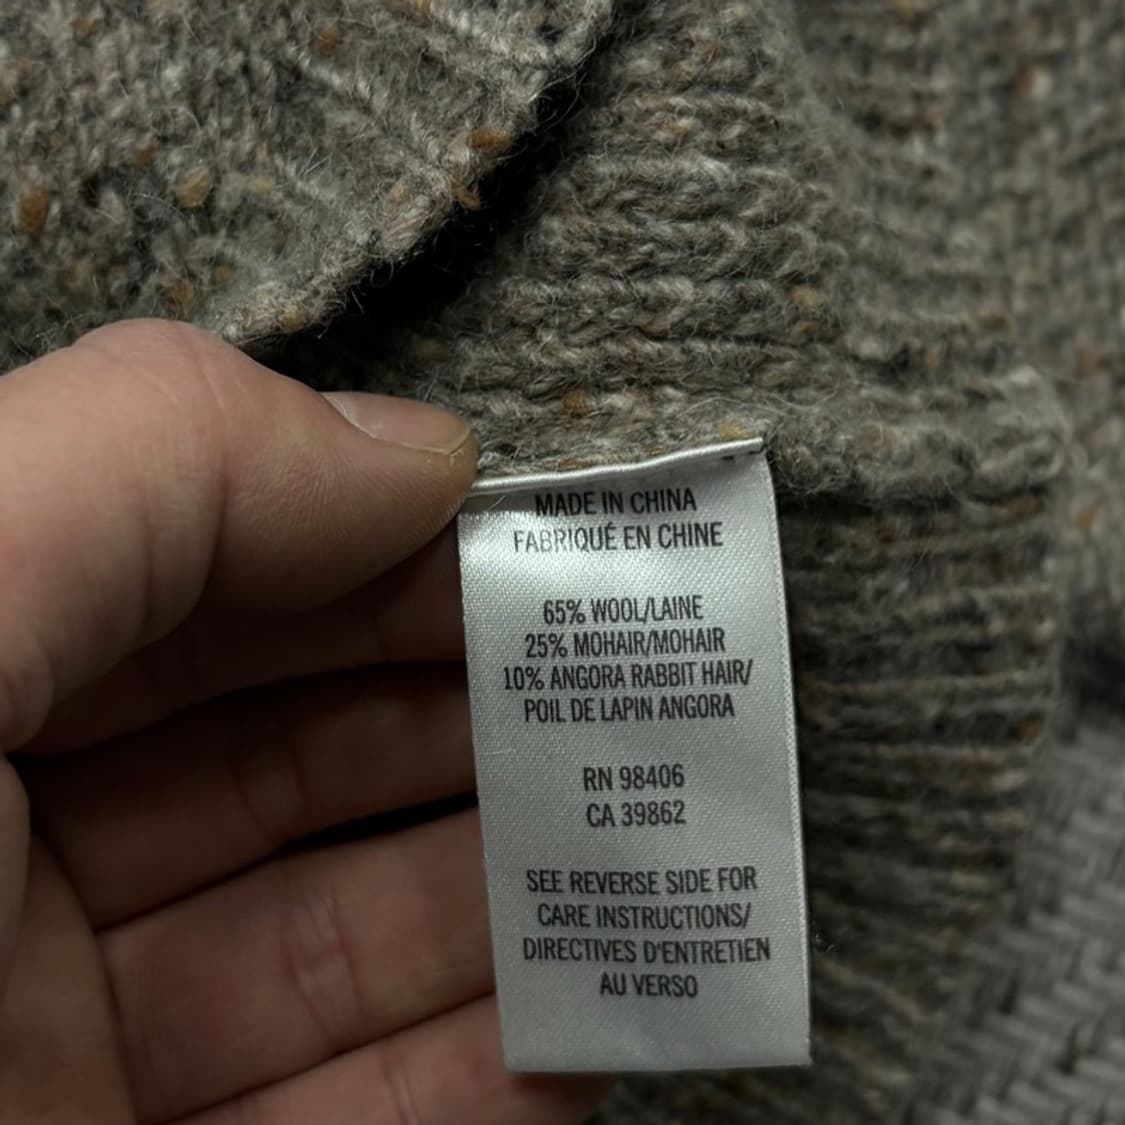 MADE IN CHINA
FABRIQUÉ EN CHINE
65% WOOL/LAINE
25% MOHAIR/MOHAIR
10% ANGORA RABBIT HAIR/
POIL DE LAPIN ANGORA
RN 98406
CA 39862
SEE REVERSE SIDE FOR
CARE INSTRUCTIONS/
DIRECTIVES D'ENTRETIEN
AU VERSO